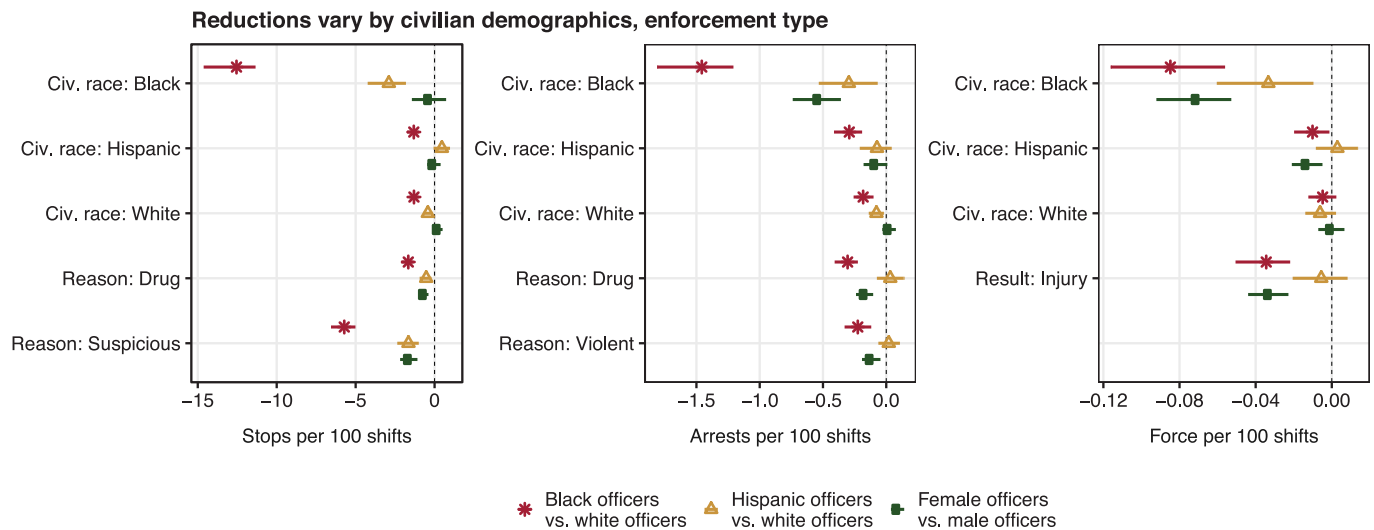 Reductions vary by civilian demographics, enforcement type
Civ. race: Black
Civ. race: Hispanic
Civ. race: White
Reason: Drug
Reason: Suspicious
−15
−10
−5
0
Stops per 100 shifts
Civ. race: Black
Civ. race: Hispanic
Civ. race: White
Reason: Drug
Reason: Violent
−1.5
−1.0
−0.5
0.0
Arrests per 100 shifts
Civ. race: Black
Civ. race: Hispanic
Civ. race: White
Result: Injury
−0.12
−0.08
−0.04
0.00
Force per 100 shifts
Black officers
vs. white officers
Hispanic officers
vs. white officers
Female officers
vs. male officers